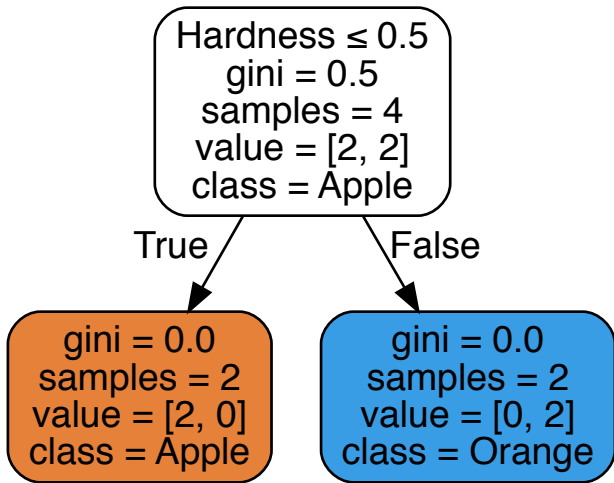 Hardness ≤ 0.5
gini = 0.5
samples = 4
value = [2, 2]
class = Apple
True
False
gini = 0.0
samples = 2
value = [2, 0]
class = Apple
gini = 0.0
samples = 2
value = [0, 2]
class = Orange